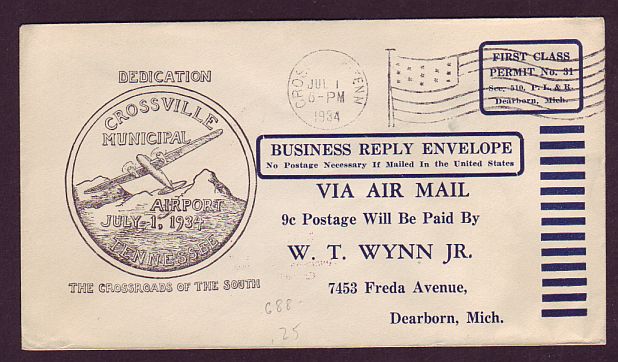 DEDICATION
CROSSVILLE
MUNICIPAL
AIRPORT
JULY-1, 1934
TENNESSEE
THE CROSSROADS OF THE SOUTH
JUL 1
6-PM
1934
FIRST CLASS
PERMIT No. 31
Sec. 510, P. L. & R.
Dearborn, Mich.
BUSINESS REPLY ENVELOPE
No Postage Necessary If Mailed In the United States
VIA AIR MAIL
9c Postage Will Be Paid By
W. T. WYNN JR.
7453 Freda Avenue,
Dearborn, Mich.
G88
.25